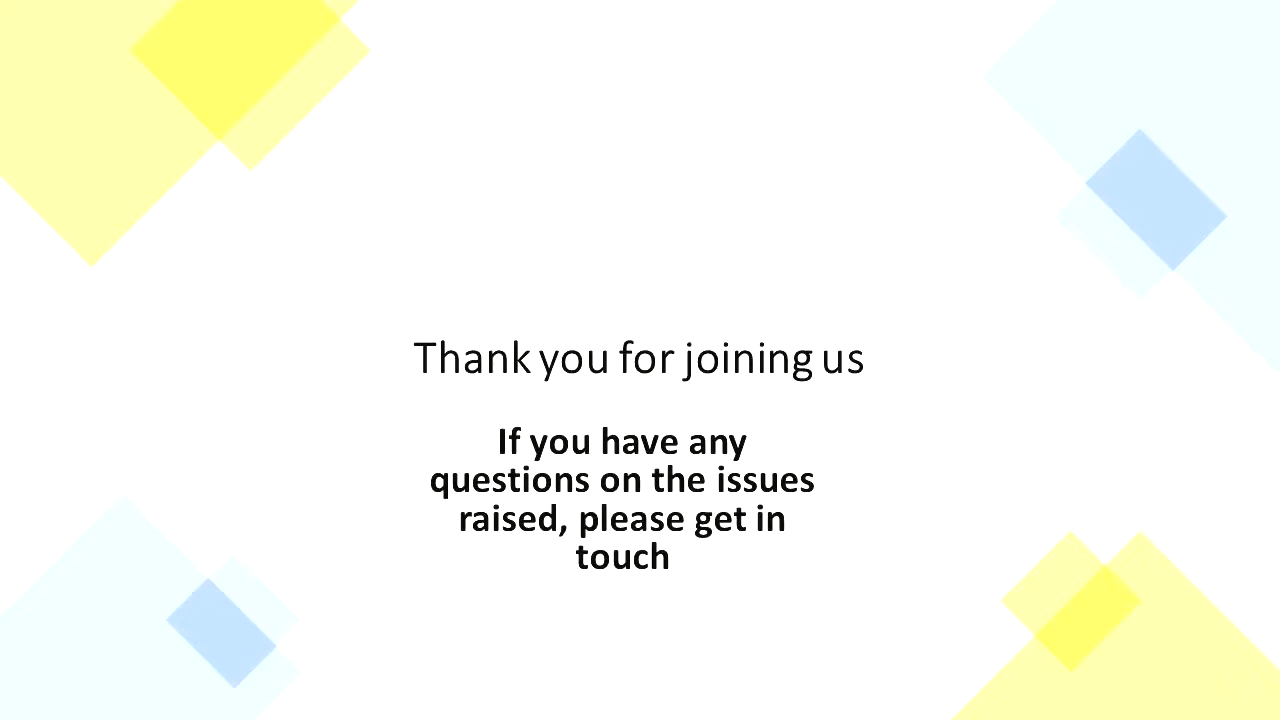 Thank you for joining us
If you have any
questions on the issues
raised, please get in
touch